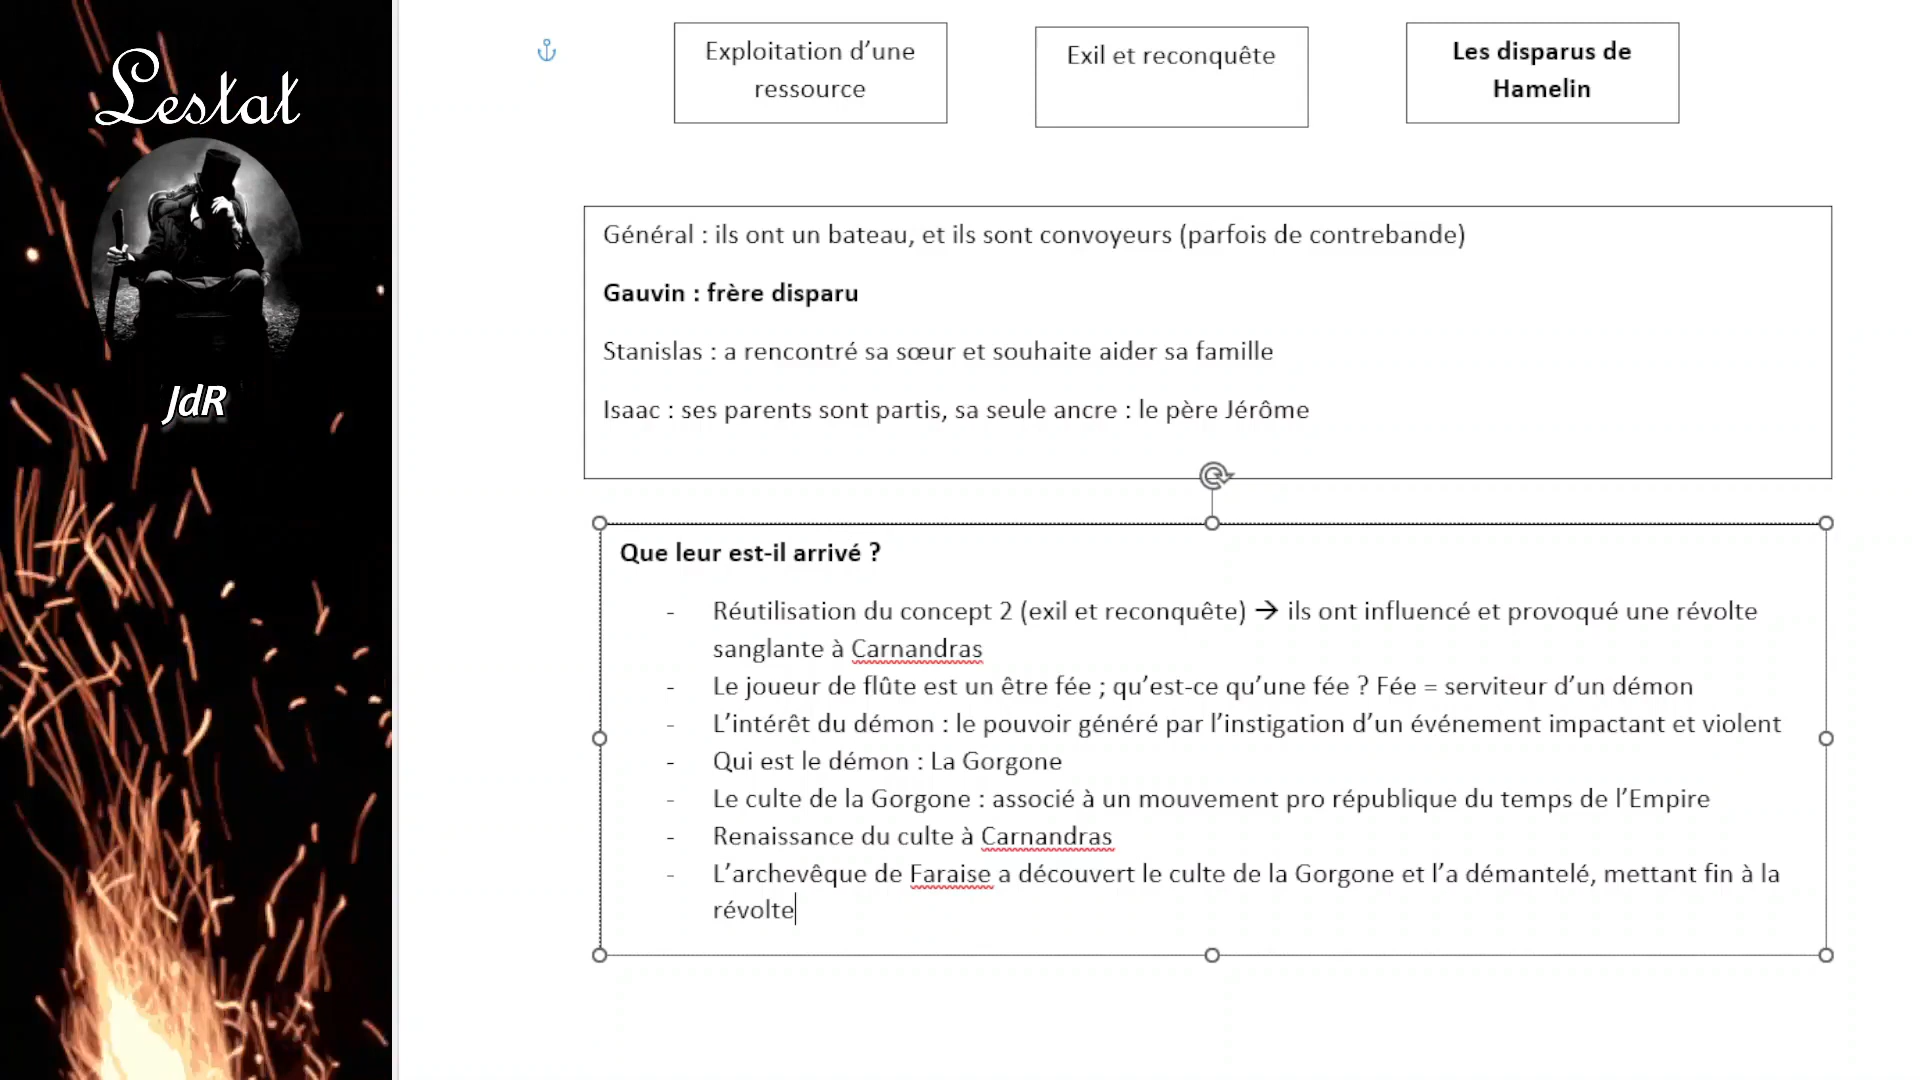 Lestat
JdR
Exploitation d’une
ressource
Exil et reconquête
Les disparus de
Hamelin
Général : ils ont un bateau, et ils sont convoyeurs (parfois de contrebande)
Gauvin : frère disparu
Stanislas : a rencontré sa sœur et souhaite aider sa famille
Isaac : ses parents sont partis, sa seule ancre : le père Jérôme
Que leur est-il arrivé ?
- Réutilisation du concept 2 (exil et reconquête) → ils ont influencé et provoqué une révolte
sanglante à Carnandras
- Le joueur de flûte est un être fée ; qu’est-ce qu’une fée ? Fée = serviteur d’un démon
- L’intérêt du démon : le pouvoir généré par l’instigation d’un événement impactant et violent
- Qui est le démon : La Gorgone
- Le culte de la Gorgone : associé à un mouvement pro république du temps de l’Empire
- Renaissance du culte à Carnandras
- L’archevêque de Faraise a découvert le culte de la Gorgone et l’a démantelé, mettant fin à la
révolte